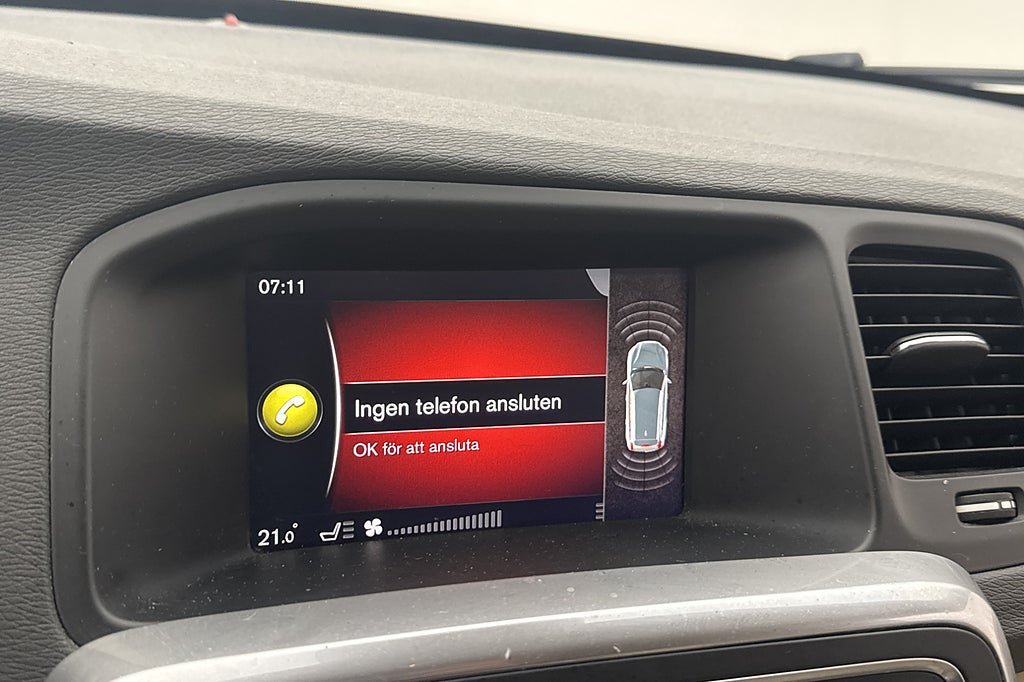 07:11
Ingen telefon ansluten
OK för att ansluta
21.0°